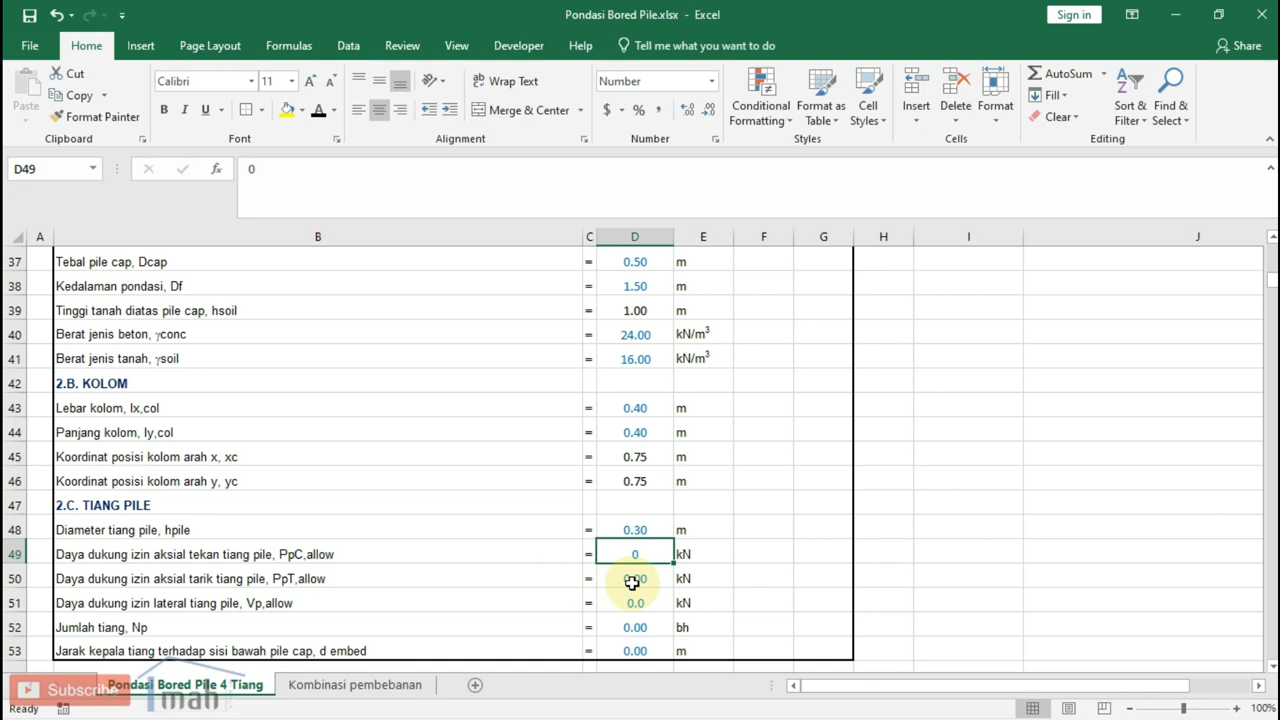 Pondasi Bored Pile.xlsx - Excel
Sign in
File Home Insert Page Layout Formulas Data Review View Developer Help Tell me what you want to do Share
Paste
Cut
Copy
Format Painter
Clipboard
Calibri 11
B I U
Font
Wrap Text
Merge & Center
Alignment
Number
$ % ,
Number
Conditional Formatting
Format as Table
Cell Styles
Styles
Insert
Delete
Format
Cells
AutoSum
Fill
Clear
Sort & Filter
Find & Select
Editing
D49 fx 0
A B C D E F G H I J
37 Tebal pile cap, Dcap = 0.50 m
38 Kedalaman pondasi, Df = 1.50 m
39 Tinggi tanah diatas pile cap, hsoil = 1.00 m
40 Berat jenis beton, γconc = 24.00 kN/m³
41 Berat jenis tanah, γsoil = 16.00 kN/m³
42 2.B. KOLOM
43 Lebar kolom, lx,col = 0.40 m
44 Panjang kolom, ly,col = 0.40 m
45 Koordinat posisi kolom arah x, xc = 0.75 m
46 Koordinat posisi kolom arah y, yc = 0.75 m
47 2.C. TIANG PILE
48 Diameter tiang pile, hpile = 0.30 m
49 Daya dukung izin aksial tekan tiang pile, PpC,allow = 0 kN
50 Daya dukung izin aksial tarik tiang pile, PpT,allow = 0.00 kN
51 Daya dukung izin lateral tiang pile, Vp,allow = 0.0 kN
52 Jumlah tiang, Np = 0.00 bh
53 Jarak kepala tiang terhadap sisi bawah pile cap, d embed = 0.00 m
Pondasi Bored Pile 4 Tiang Kombinasi pembebanan
Subscribe
Imah
Ready
100%